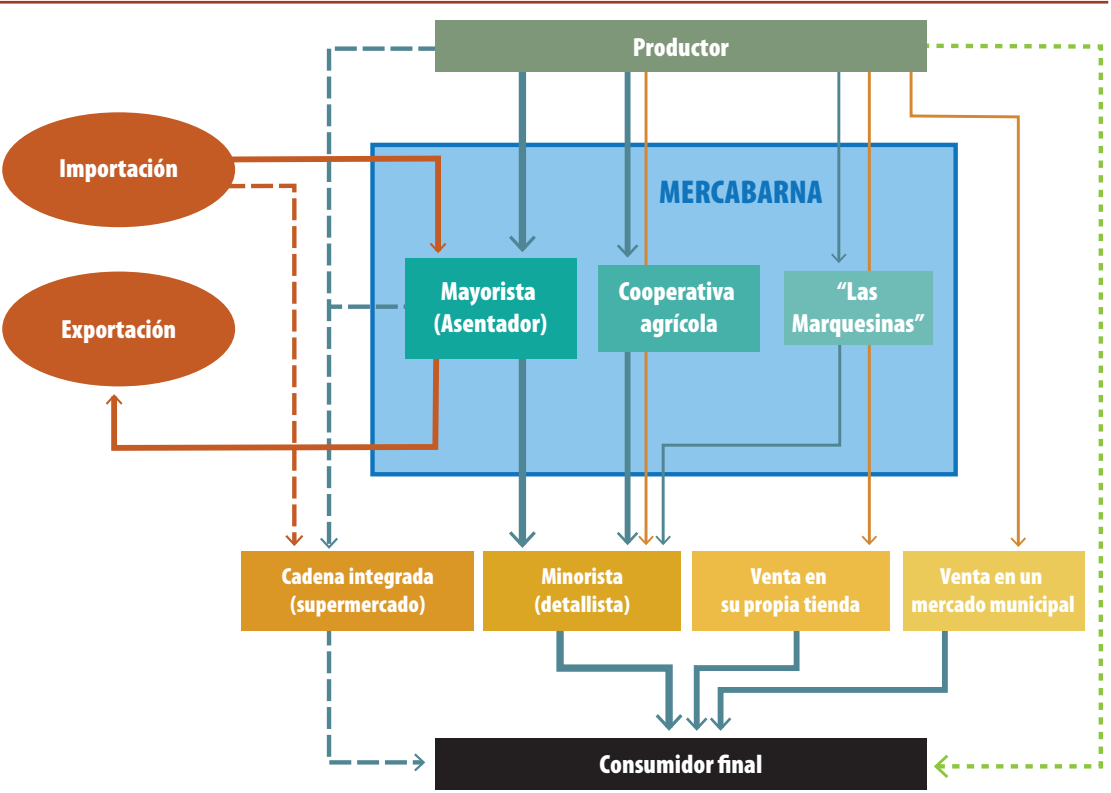 Productor
Importación
MERCABARNA
Mayorista
(Asentador)
Cooperativa
agrícola
“Las
Marquesinas”
Exportación
Cadena integrada
(supermercado)
Minorista
(detallista)
Venta en
su propia tienda
Venta en un
mercado municipal
Consumidor final